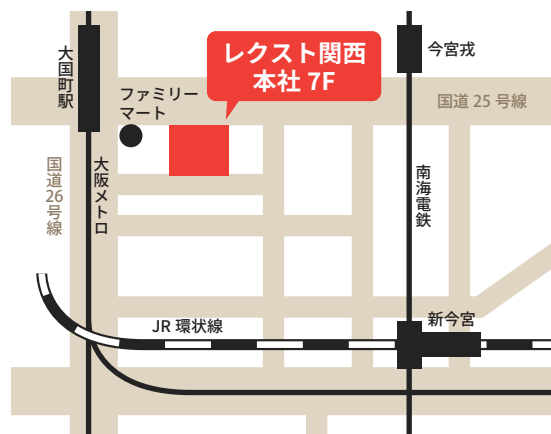 レクスト関西
本社 7F
今宮戎
大国町駅
ファミリー
マート
国道 25 号線
国道26号線
大阪メトロ
南海電鉄
新今宮
JR 環状線